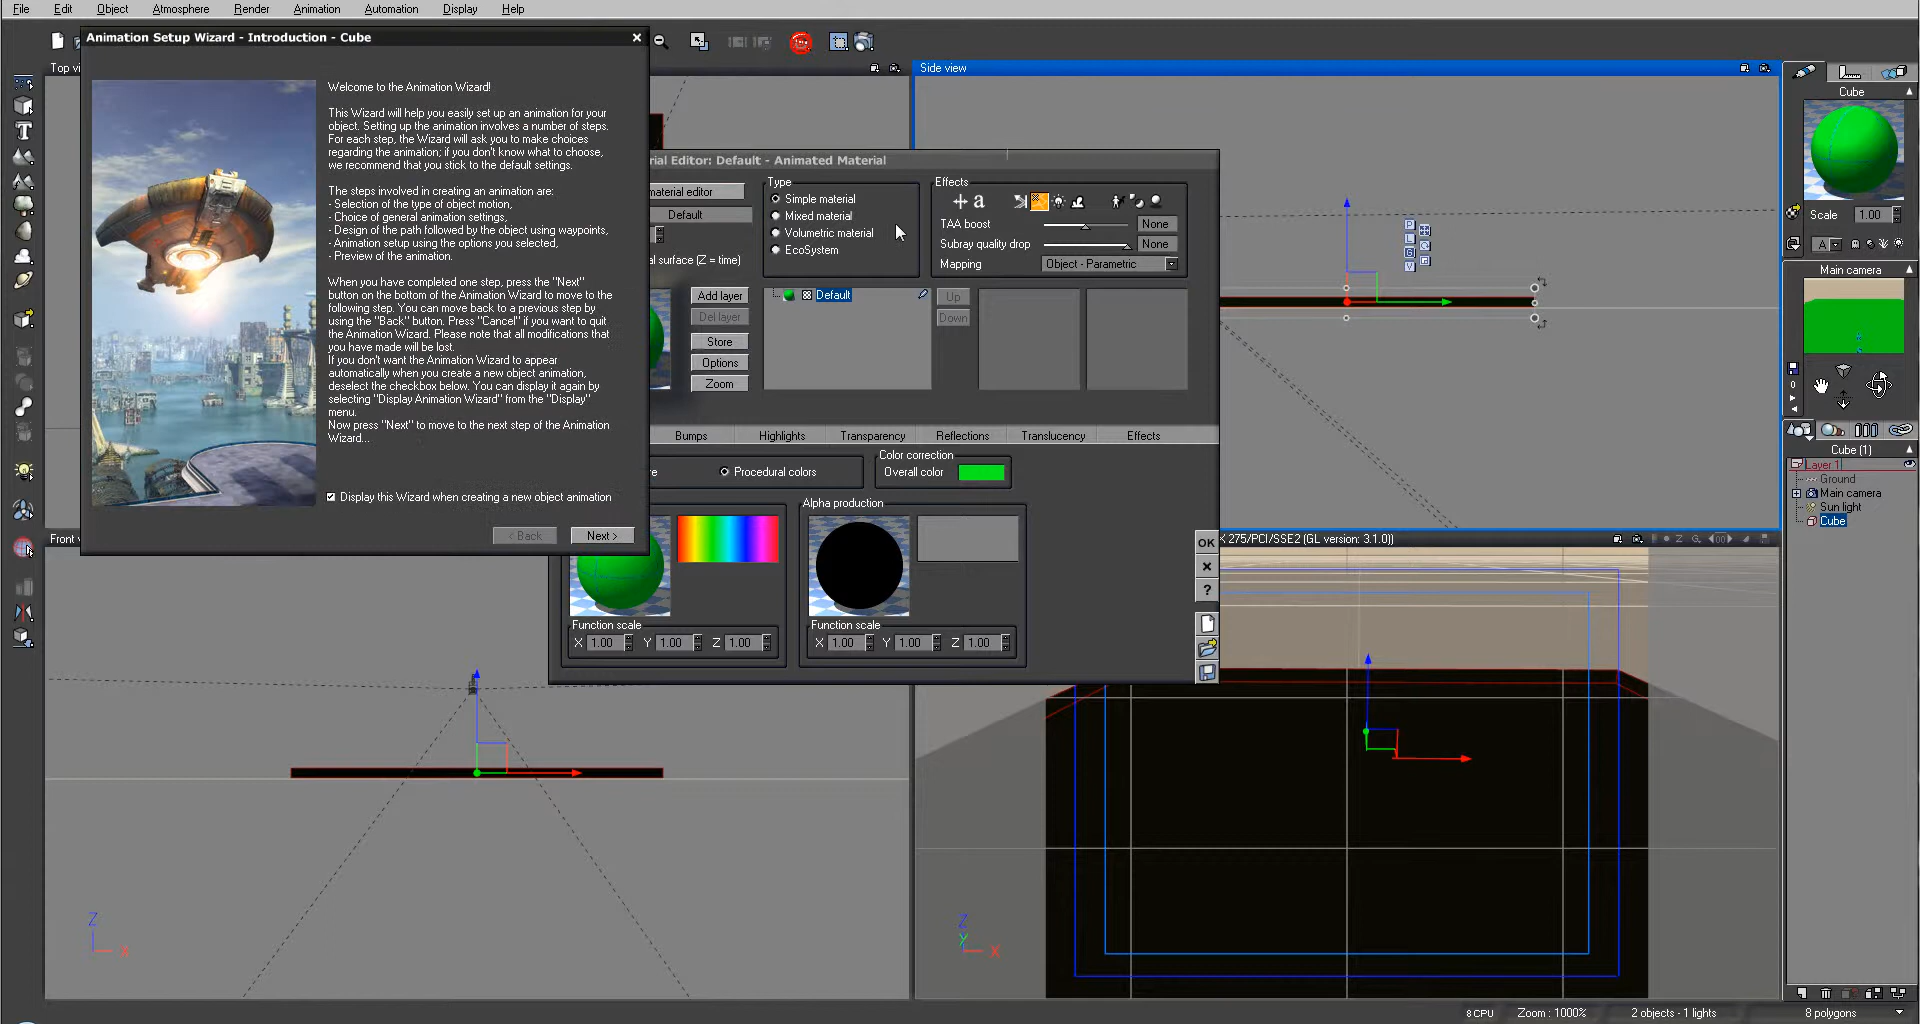 File Edit Object Atmosphere Render Animation Automation Display Help
Animation Setup Wizard - Introduction - Cube
Welcome to the Animation Wizard!
This Wizard will help you easily set up an animation for your
object. Setting up the animation involves a number of steps.
For each step, the Wizard will ask you to make choices
regarding the animation; if you don't know what to choose,
we recommend that you stick to the default settings.
The steps involved in creating an animation are:
- Selection of the type of object motion,
- Choice of general animation settings,
- Design of the path followed by the object using waypoints,
- Animation setup using the options you selected,
- Preview of the animation.
When you have completed one step, press the "Next"
button on the bottom of the Animation Wizard to move to the
following step. You can move back to a previous step by
using the "Back" button. Press "Cancel" if you want to quit
the Animation Wizard. Please note that all modifications that
you have made will be lost.
If you don't want the Animation Wizard to appear
automatically when you create a new object animation,
deselect the checkbox below. You can display it again by
selecting "Display Animation Wizard" from the "Display"
menu.
Now press "Next" to move to the next step of the Animation
Wizard...
Display this Wizard when creating a new object animation
< Back Next >
Top vi
Side view
Front
rial Editor: Default - Animated Material
material editor
Default
al surface (Z = time)
Type
Simple material
Mixed material
Volumetric material
EcoSystem
Effects
TAA boost None
Subray quality drop None
Mapping Object - Parametric
Add layer
Del layer
Store
Options
Zoom
Default
Up
Down
Bumps Highlights Transparency Reflections Translucency Effects
re Procedural colors
Color correction
Overall color
Alpha production
Function scale
X 1.00 Y 1.00 Z 1.00
Function scale
X 1.00 Y 1.00 Z 1.00
OK
?
275/PCI/SSE2 (GL version: 3.1.0))
Z
X
Z
Y
X
Cube
Scale 1.00
A
Main camera
0
Cube (1)
Layer 1
Ground
Main camera
Sun light
Cube
8 CPU Zoom : 1000% 2 objects - 1 lights 8 polygons